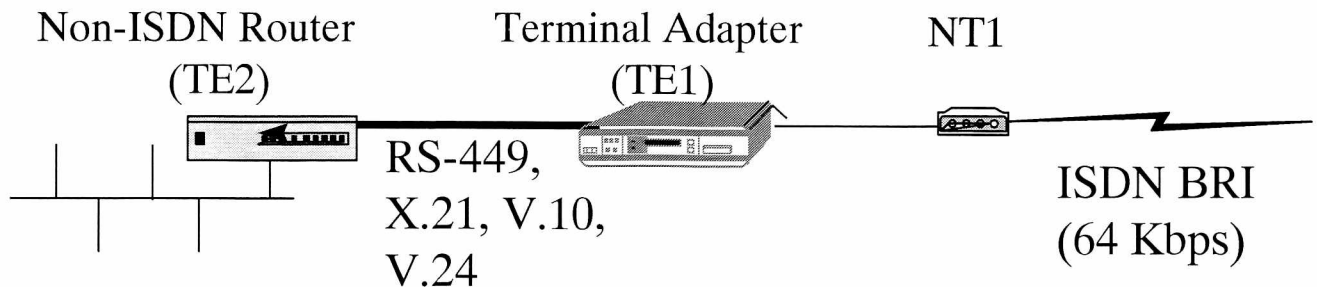 Non-ISDN Router
(TE2)
Terminal Adapter
(TE1)
NT1
RS-449,
X.21, V.10,
V.24
ISDN BRI
(64 Kbps)